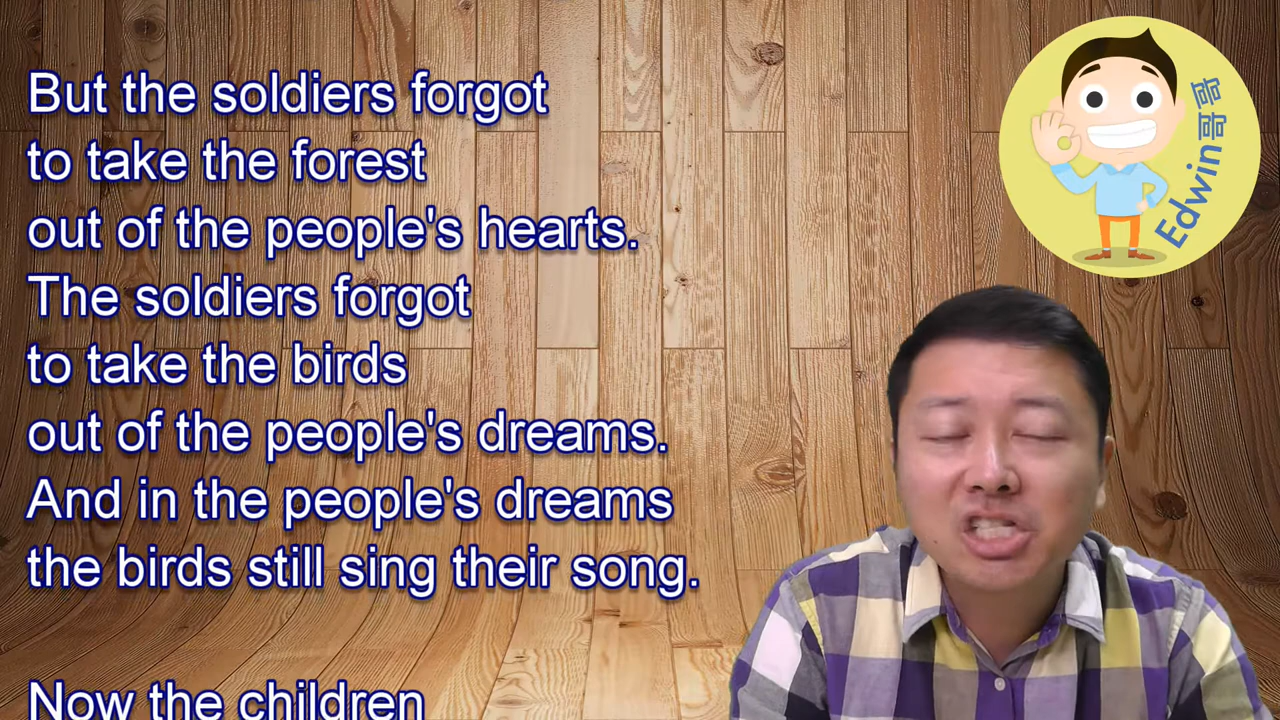 But the soldiers forgot
to take the forest
out of the people's hearts.
The soldiers forgot
to take the birds
out of the people's dreams.
And in the people's dreams
the birds still sing their song.
Now the children
Edwin哥哥